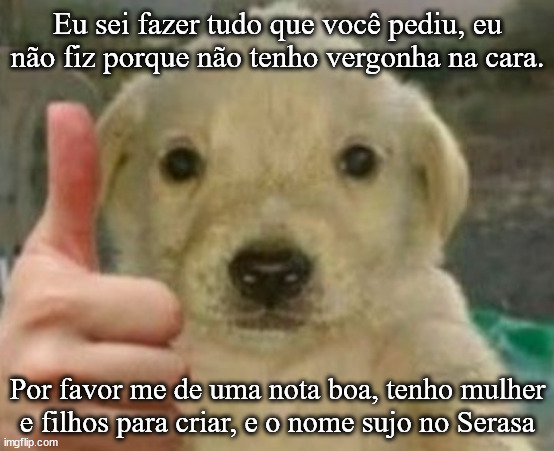 Eu sei fazer tudo que você pediu, eu
não fiz porque não tenho vergonha na cara.
Por favor me de uma nota boa, tenho mulher
e filhos para criar, e o nome sujo no Serasa
imgflip.com